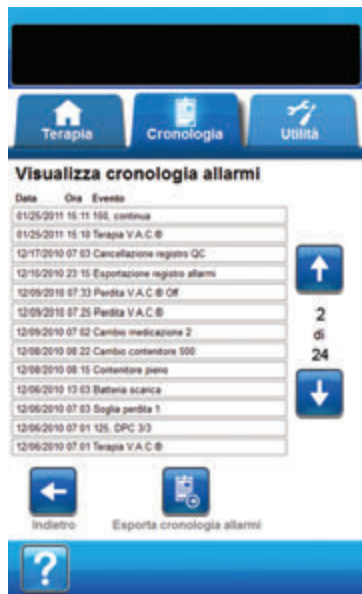 Terapia
Cronologia
Utilità
Visualizza cronologia allarmi
Data Ora Evento
01/25/2011 15:11 150, continua
01/25/2011 15:10 Terapia V.A.C.®
12/17/2010 07:03 Cancellazione registro QC
12/15/2010 23:15 Esportazione registro allarmi
12/09/2010 07:33 Perdita V.A.C.® Off
12/09/2010 07:25 Perdita V.A.C.®
12/09/2010 07:02 Cambio medicazione 2
12/08/2010 08:22 Cambio contenitore 500
12/08/2010 08:15 Contenitore pieno
12/06/2010 13:03 Batteria scarica
12/06/2010 07:03 Soglia perdita 1
12/06/2010 07:01 125. DPC 3/3
12/06/2010 07:01 Terapia V.A.C.®
2
di
24
Indietro
Esporta cronologia allarmi
?